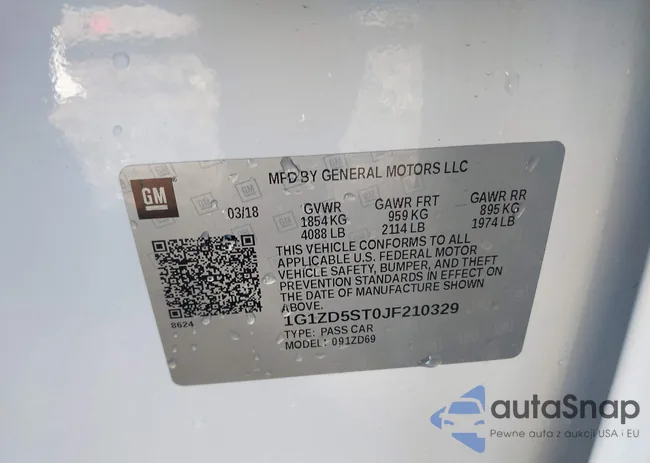 MFD BY GENERAL MOTORS LLC
GM
03/18 GVWR GAWR FRT GAWR RR
1854 KG 959 KG 895 KG
4088 LB 2114 LB 1974 LB
THIS VEHICLE CONFORMS TO ALL
APPLICABLE U.S. FEDERAL MOTOR
VEHICLE SAFETY, BUMPER, AND THEFT
PREVENTION STANDARDS IN EFFECT ON
THE DATE OF MANUFACTURE SHOWN
ABOVE.
8624
1G1ZD5ST0JF210329
TYPE: PASS CAR
MODEL: 091ZD69
autaSnap
Pewne auta z aukcji USA i EU